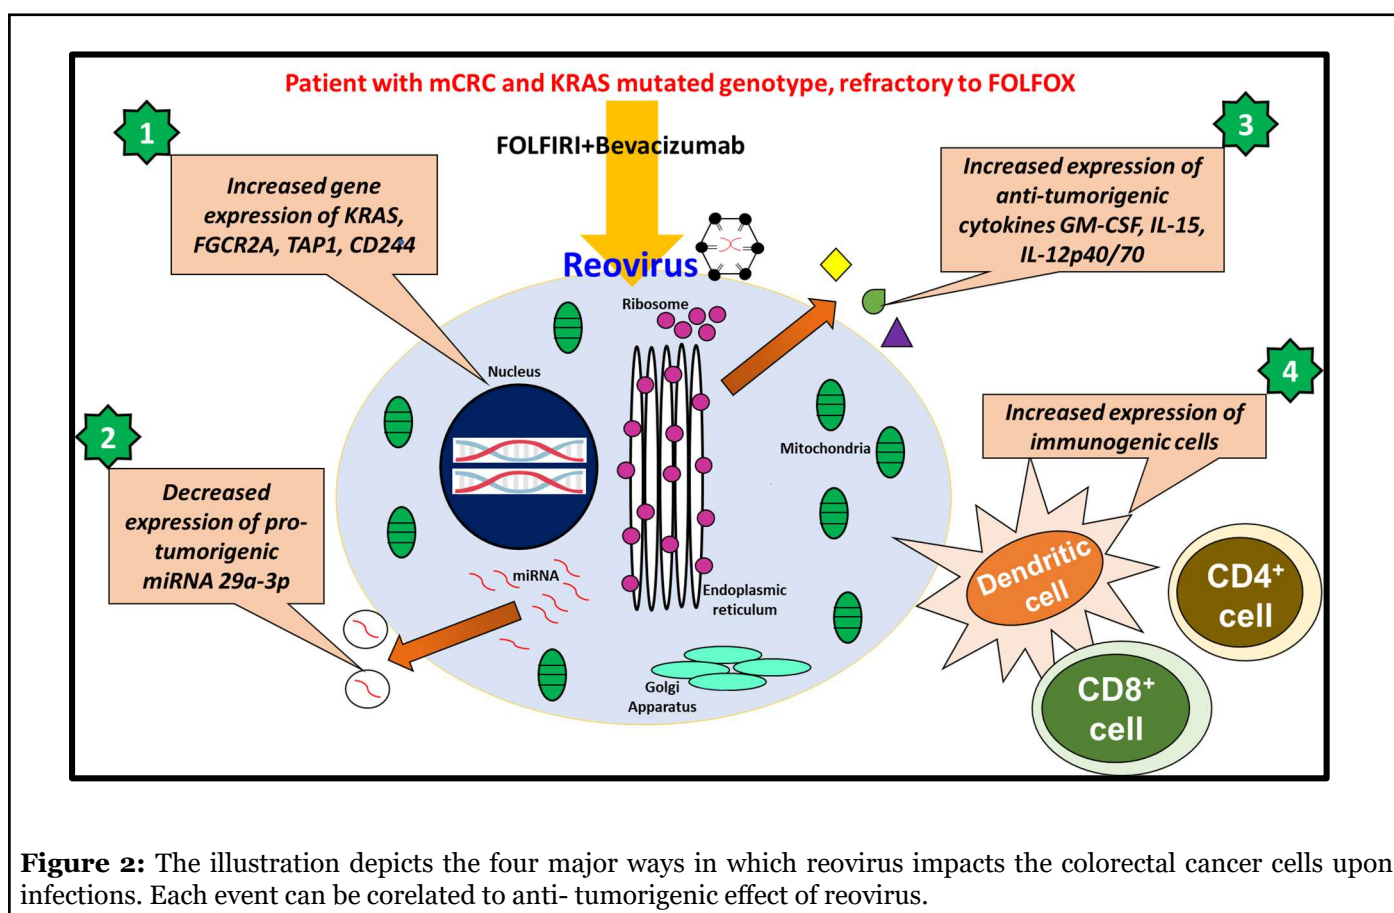 Patient with mCRC and KRAS mutated genotype, refractory to FOLFOX
FOLFIRI+Bevacizumab
Reovirus
1
Increased gene
expression of KRAS,
FGCR2A, TAP1, CD244
2
Decreased
expression of pro-
tumorigenic
miRNA 29a-3p
3
Increased expression of
anti-tumorigenic
cytokines GM-CSF, IL-15,
IL-12p40/70
4
Increased expression of
immunogenic cells
Ribosome
Nucleus
Mitochondria
miRNA
Endoplasmic
reticulum
Golgi
Apparatus
Dendritic
cell
CD4⁺
cell
CD8⁺
cell
Figure 2: The illustration depicts the four major ways in which reovirus impacts the colorectal cancer cells upon
infections. Each event can be corelated to anti- tumorigenic effect of reovirus.